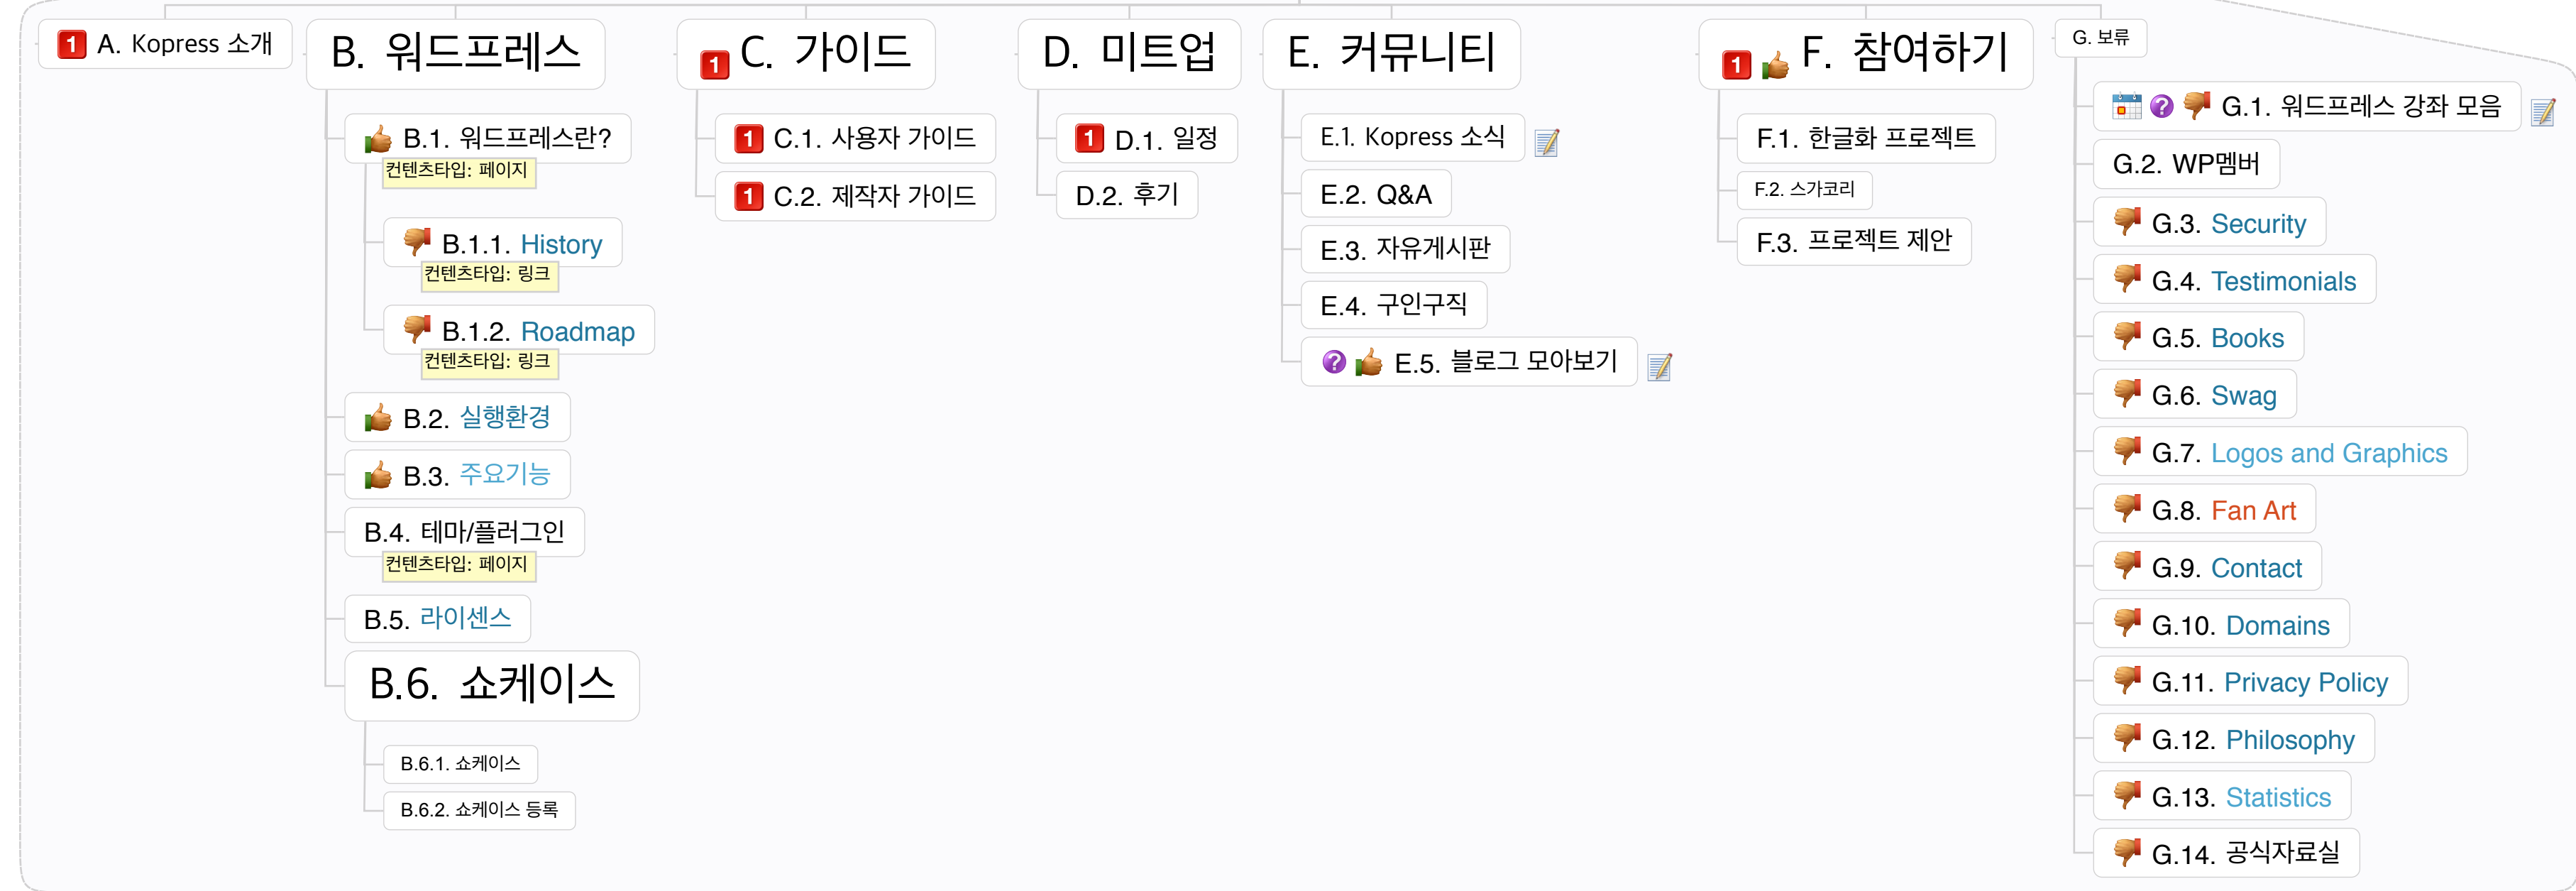 1 A. Kopress 소개
B. 워드프레스
B.1. 워드프레스란?
컨텐츠타입: 페이지
B.1.1. History
컨텐츠타입: 링크
B.1.2. Roadmap
컨텐츠타입: 링크
B.2. 실행환경
B.3. 주요기능
B.4. 테마/플러그인
컨텐츠타입: 페이지
B.5. 라이센스
B.6. 쇼케이스
B.6.1. 쇼케이스
B.6.2. 쇼케이스 등록
1 C. 가이드
1 C.1. 사용자 가이드
1 C.2. 제작자 가이드
D. 미트업
1 D.1. 일정
D.2. 후기
E. 커뮤니티
E.1. Kopress 소식
E.2. Q&A
E.3. 자유게시판
E.4. 구인구직
? E.5. 블로그 모아보기
1 F. 참여하기
F.1. 한글화 프로젝트
F.2. 스가코리
F.3. 프로젝트 제안
G. 보류
? G.1. 워드프레스 강좌 모음
G.2. WP멤버
G.3. Security
G.4. Testimonials
G.5. Books
G.6. Swag
G.7. Logos and Graphics
G.8. Fan Art
G.9. Contact
G.10. Domains
G.11. Privacy Policy
G.12. Philosophy
G.13. Statistics
G.14. 공식자료실